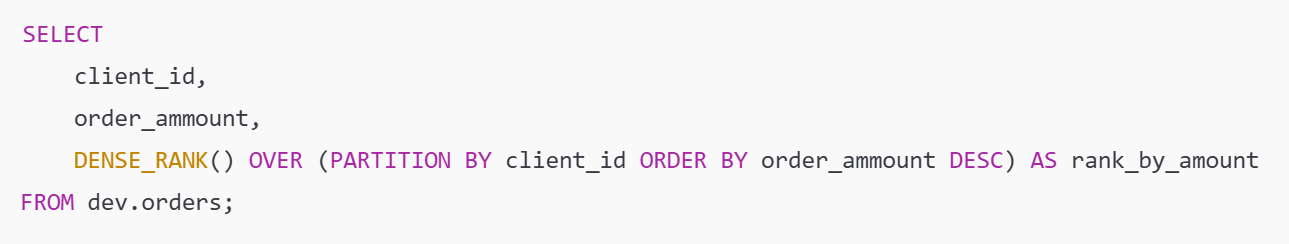 SELECT
    client_id,
    order_ammount,
    DENSE_RANK() OVER (PARTITION BY client_id ORDER BY order_ammount DESC) AS rank_by_amount
FROM dev.orders;